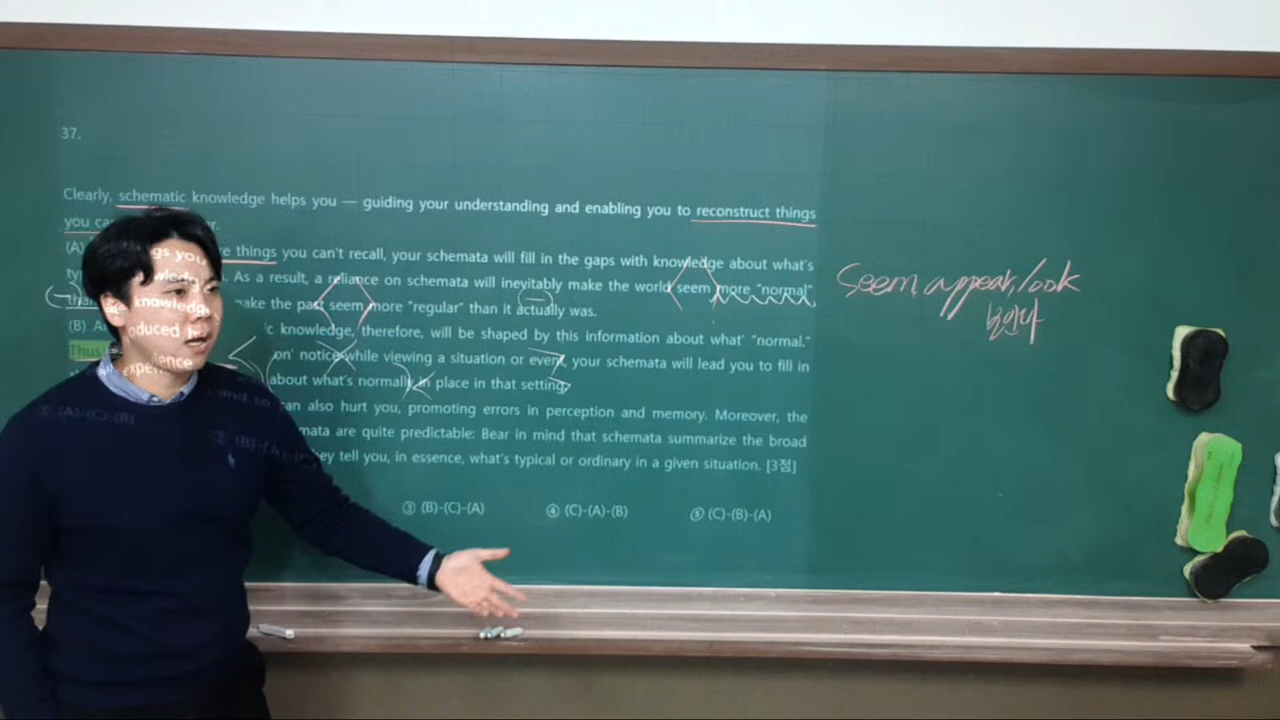 37.
Clearly, schematic knowledge helps you — guiding your understanding and enabling you to reconstruct things
you
(A) things you can't recall, your schemata will fill in the gaps with knowledge about what's
As a result, a reliance on schemata will inevitably make the world seem more "normal"
make the past seem more "regular" than it actually was.
(B) knowledge, therefore, will be shaped by this information about what' "normal."
Thus on' notice while viewing a situation or event, your schemata will lead you to fill in
about what's normally in place in that setting.
can also hurt you, promoting errors in perception and memory. Moreover, the
mata are quite predictable: Bear in mind that schemata summarize the broad
they tell you, in essence, what's typical or ordinary in a given situation. [3점]
① (A)-(C)-(B)
② (B)-(A)
③ (B)-(C)-(A)
④ (C)-(A)-(B)
⑤ (C)-(B)-(A)
Seem, appear, look
보인다